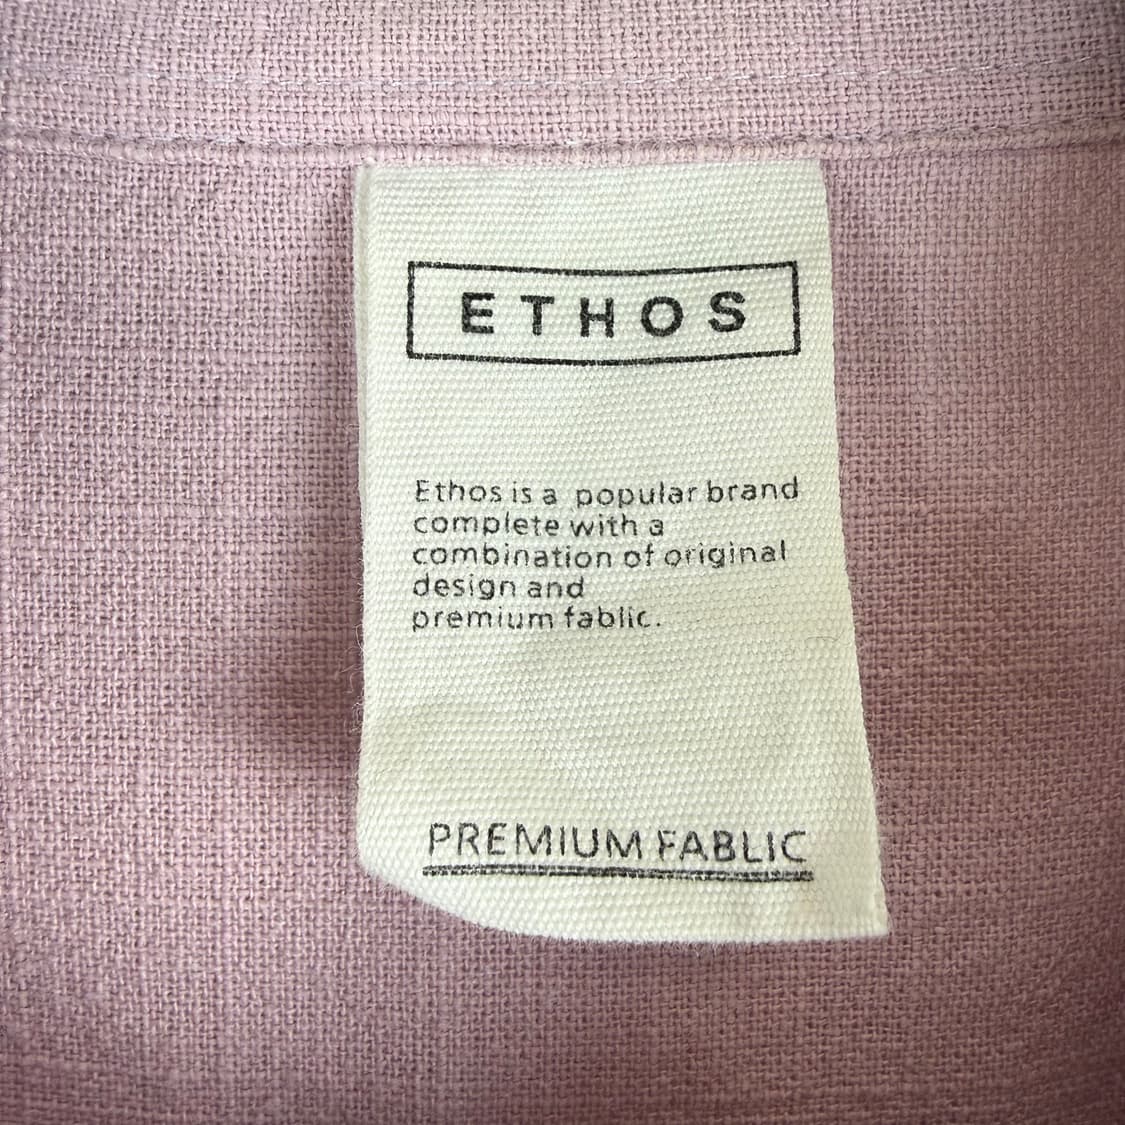 ETHOS
Ethos is a popular brand
complete with a
combination of original
design and
premium fablic.
PREMIUM FABLIC